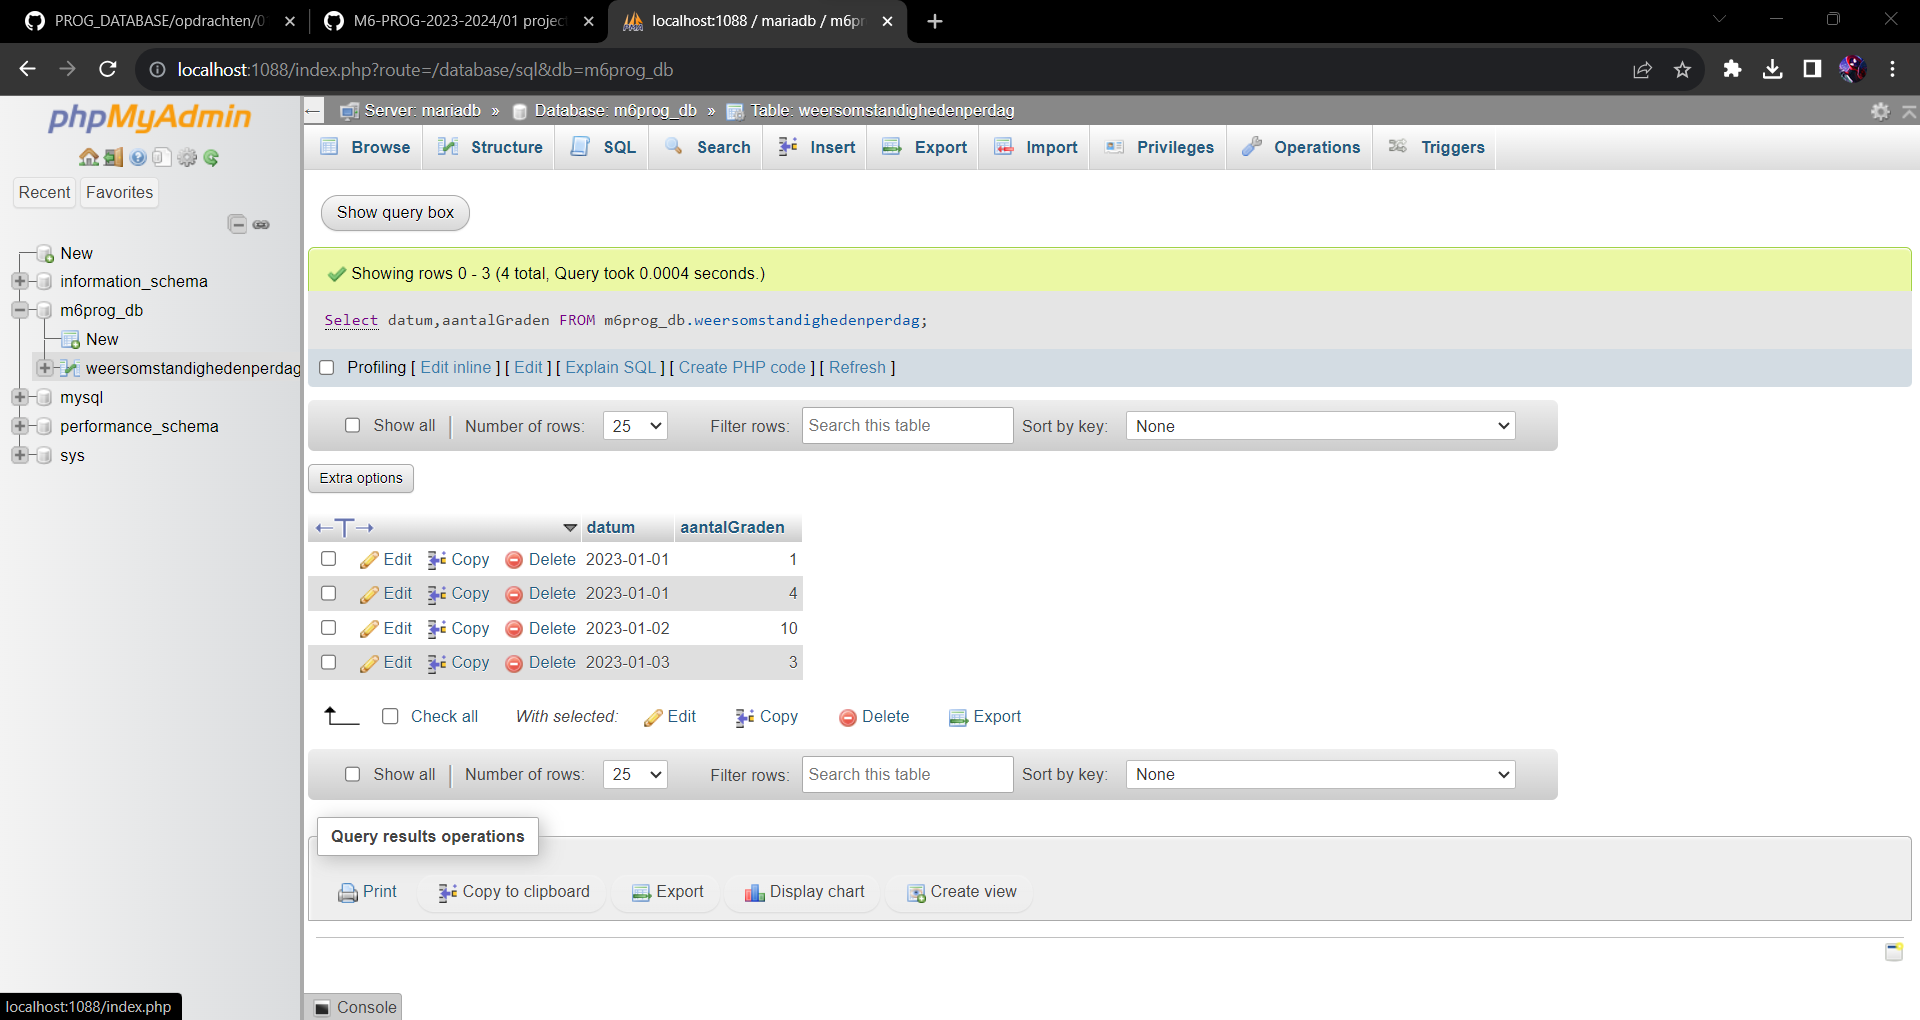 PROG_DATABASE/opdrachten/0
M6-PROG-2023-2024/01 projec
localhost:1088 / mariadb / m6pr
localhost:1088/index.php?route=/database/sql&db=m6prog_db
phpMyAdmin
Server: mariadb » Database: m6prog_db » Table: weersomstandighedenperdag
Browse Structure SQL Search Insert Export Import Privileges Operations Triggers
Recent Favorites
New
information_schema
m6prog_db
New
weersomstandighedenperdag
mysql
performance_schema
sys
Show query box
Showing rows 0 - 3 (4 total, Query took 0.0004 seconds.)
Select datum,aantalGraden FROM m6prog_db.weersomstandighedenperdag;
Profiling [ Edit inline ] [ Edit ] [ Explain SQL ] [ Create PHP code ] [ Refresh ]
Show all Number of rows: 25 Filter rows: Search this table Sort by key: None
Extra options
datum aantalGraden
Edit Copy Delete 2023-01-01 1
Edit Copy Delete 2023-01-01 4
Edit Copy Delete 2023-01-02 10
Edit Copy Delete 2023-01-03 3
Check all With selected: Edit Copy Delete Export
Show all Number of rows: 25 Filter rows: Search this table Sort by key: None
Query results operations
Print Copy to clipboard Export Display chart Create view
localhost:1088/index.php
Console